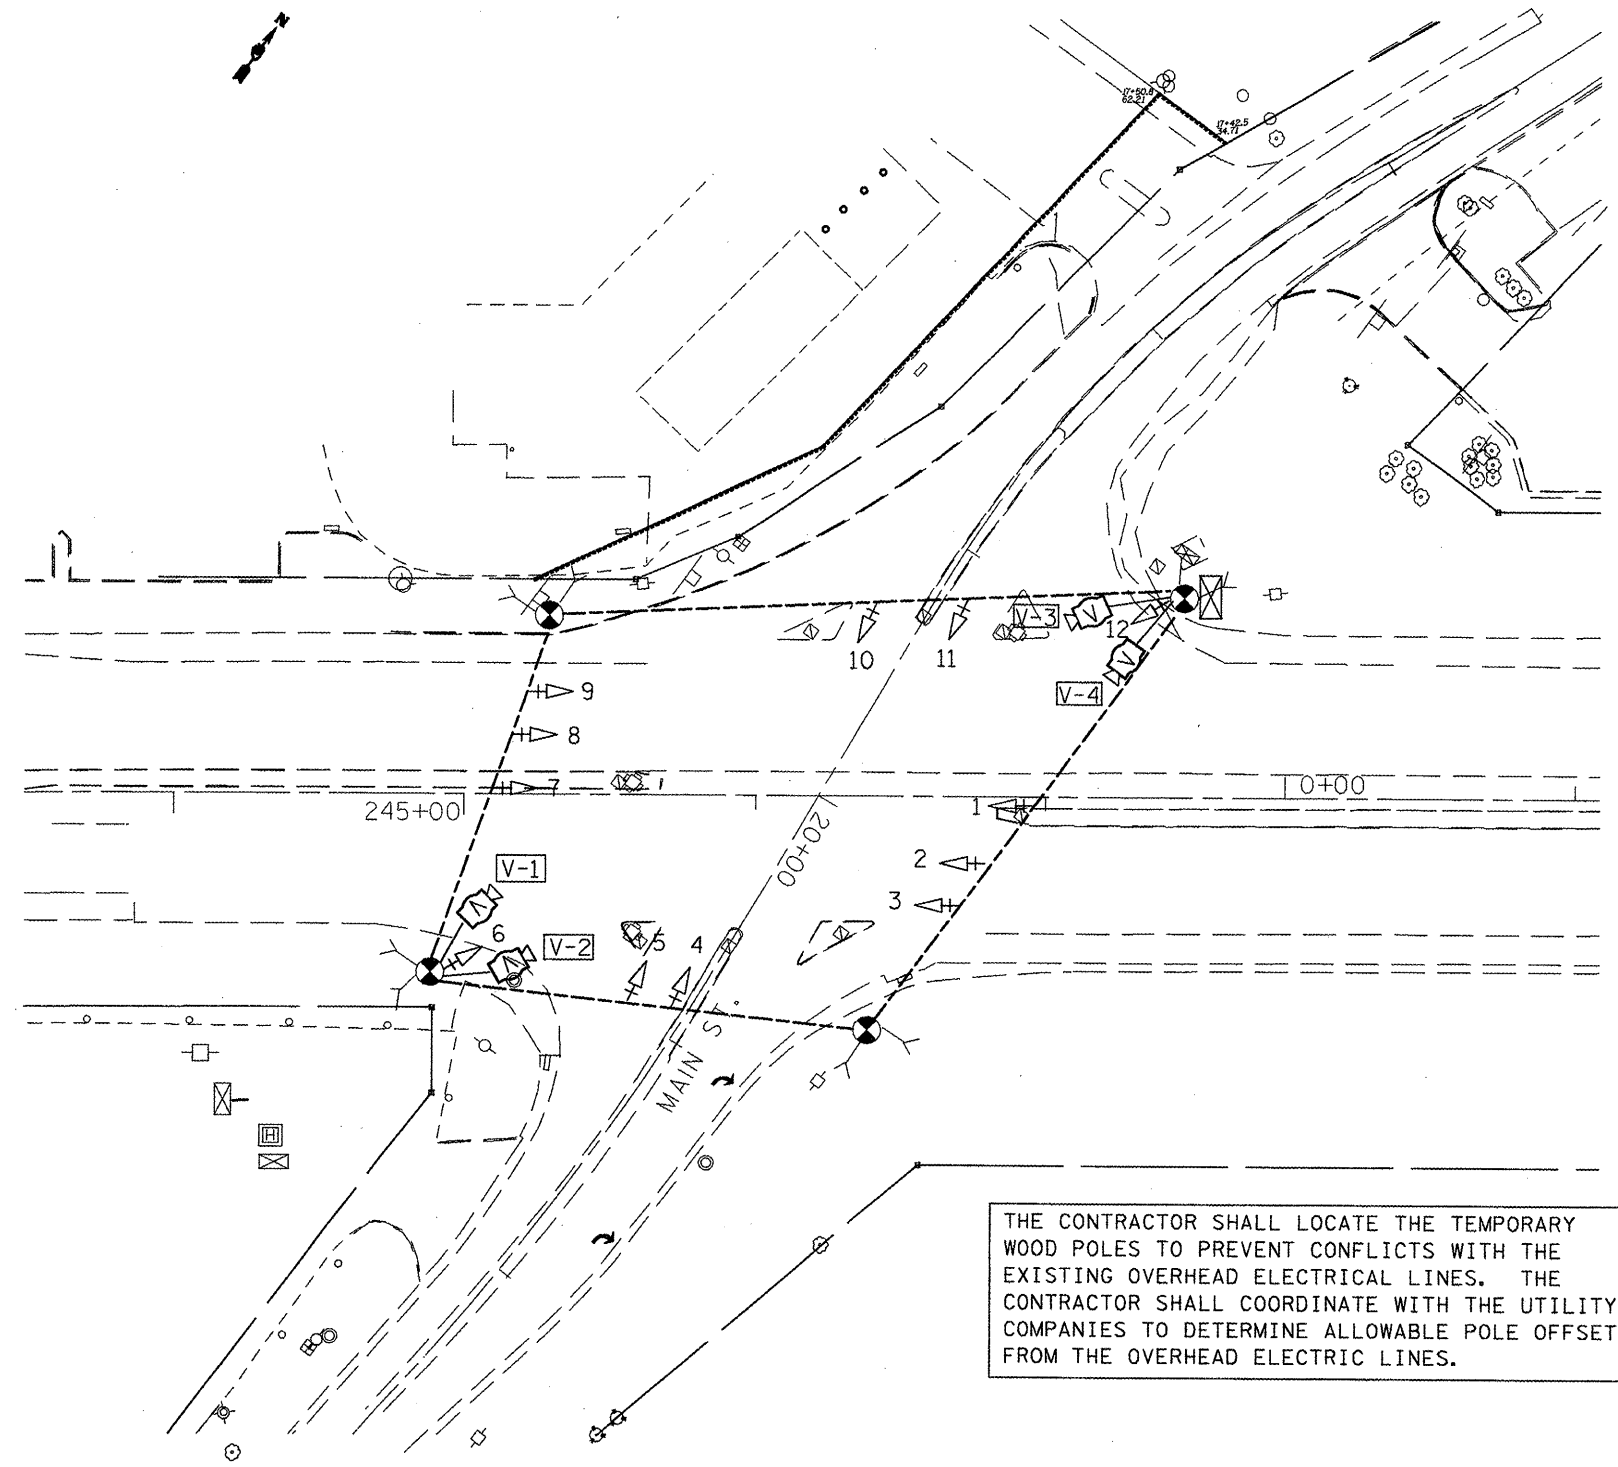 N
17+50.8
62.21
17+42.5
34.71
V-3
12
10
11
V-4
9
8
7
245+00
1
0+00
20+00
2
3
V-1
6
V-2
5
4
MAIN ST.
H
THE CONTRACTOR SHALL LOCATE THE TEMPORARY
WOOD POLES TO PREVENT CONFLICTS WITH THE
EXISTING OVERHEAD ELECTRICAL LINES. THE
CONTRACTOR SHALL COORDINATE WITH THE UTILITY
COMPANIES TO DETERMINE ALLOWABLE POLE OFFSET
FROM THE OVERHEAD ELECTRIC LINES.